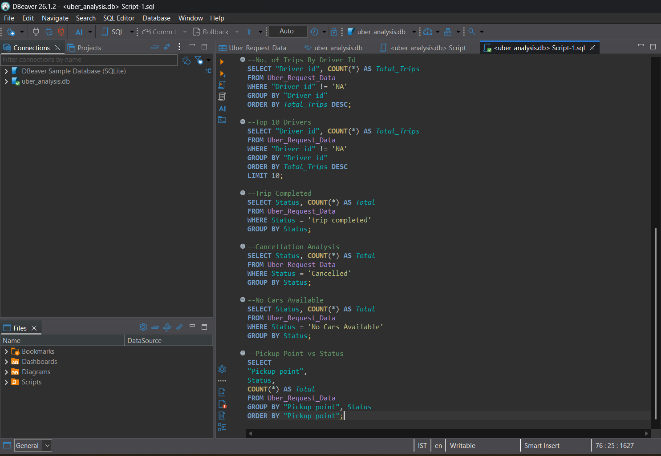 DBeaver 26.1.2 - <uber_analysis.db> Script-1.sql
File Edit Navigate Search SQL Editor Database Window Help
SQL Commit Rollback Auto uber_analysis.db
Connections Projects
Filter connections by name
DBeaver Sample Database (SQLite)
uber_analysis.db
Files
Name DataSource
Bookmarks
Dashboards
Diagrams
Scripts
Uber Request Data uber_analysis.db <uber_analysis.db> Script <uber_analysis.db> Script-1.sql
--No. of Trips By Driver Id
SELECT "Driver id", COUNT(*) AS Total_Trips
FROM Uber_Request_Data
WHERE "Driver id" != 'NA'
GROUP BY "Driver id"
ORDER BY Total_Trips DESC;
--Top 10 Drivers
SELECT "Driver id", COUNT(*) AS Total_Trips
FROM Uber_Request_Data
WHERE "Driver id" != 'NA'
GROUP BY "Driver id"
ORDER BY Total_Trips DESC
LIMIT 10;
--Trip Completed
SELECT Status, COUNT(*) AS Total
FROM Uber_Request_Data
WHERE Status = 'trip completed'
GROUP BY Status;
--Cancellation Analysis
SELECT Status, COUNT(*) AS Total
FROM Uber_Request_Data
WHERE Status = 'Cancelled'
GROUP BY Status;
--No Cars Available
SELECT Status, COUNT(*) AS Total
FROM Uber_Request_Data
WHERE Status = 'No Cars Available'
GROUP BY Status;
--Pickup Point vs Status
SELECT
"Pickup point",
Status,
COUNT(*) AS Total
FROM Uber_Request_Data
GROUP BY "Pickup point", Status
ORDER BY "Pickup point";
General IST en Writable Smart Insert 76 : 25 : 1627